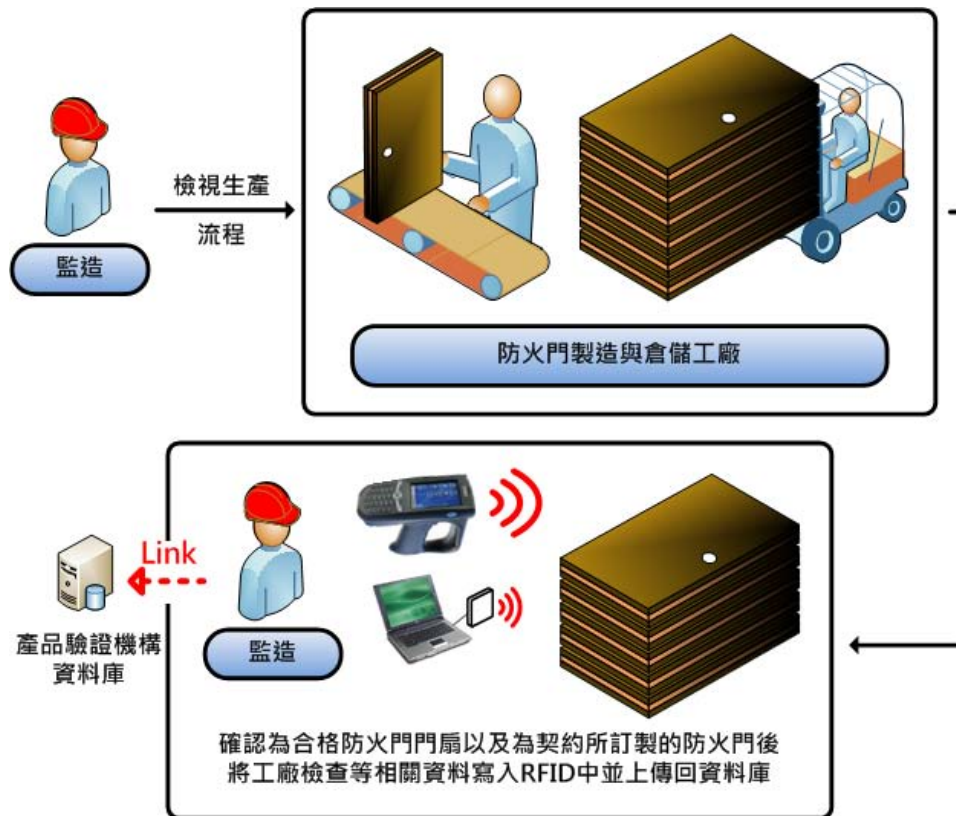 檢視生產
流程
監造
防火門製造與倉儲工廠
Link
產品驗證機構
資料庫
監造
確認為合格防火門門扇以及為契約所訂製的防火門後
將工廠檢查等相關資料寫入RFID中並上傳回資料庫